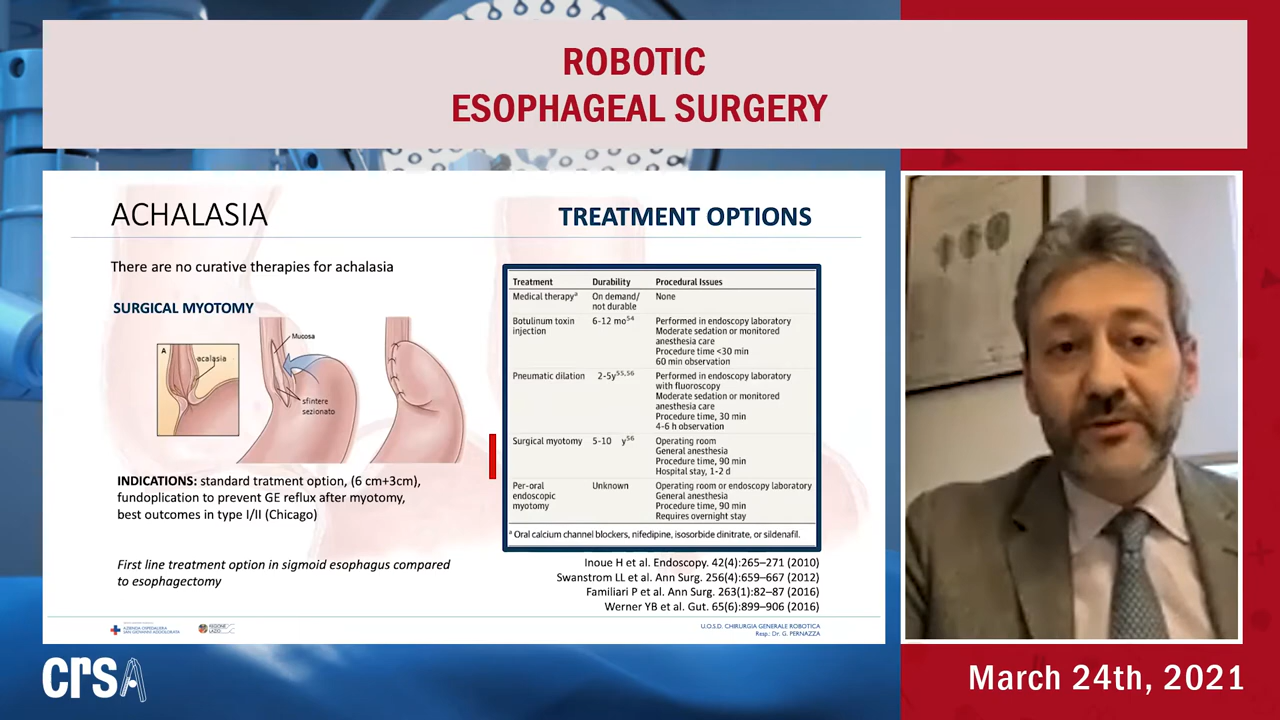 ROBOTIC
ESOPHAGEAL SURGERY
ACHALASIA
TREATMENT OPTIONS
There are no curative therapies for achalasia
SURGICAL MYOTOMY
A
acalasia
Mucosa
sfintere
sezionato
INDICATIONS: standard tratment option, (6 cm+3cm),
fundoplication to prevent GE reflux after myotomy,
best outcomes in type I/II (Chicago)
First line treatment option in sigmoid esophagus compared
to esophagectomy
Treatment Durability Procedural Issues
Medical therapyᵃ On demand/ None
not durable
Botulinum toxin 6-12 mo⁵⁴ Performed in endoscopy laboratory
injection Moderate sedation or monitored
anesthesia care
Procedure time <30 min
60 min observation
Pneumatic dilation 2-5y⁵⁵,⁵⁶ Performed in endoscopy laboratory
with fluoroscopy
Moderate sedation or monitored
anesthesia care
Procedure time, 30 min
4-6 h observation
Surgical myotomy 5-10 y⁵⁶ Operating room
General anesthesia
Procedure time, 90 min
Hospital stay, 1-2 d
Per-oral Unknown Operating room or endoscopy laboratory
endoscopic General anesthesia
myotomy Procedure time, 90 min
Requires overnight stay
ᵃ Oral calcium channel blockers, nifedipine, isosorbide dinitrate, or sildenafil.
Inoue H et al. Endoscopy. 42(4):265–271 (2010)
Swanstrom LL et al. Ann Surg. 256(4):659–667 (2012)
Familiari P et al. Ann Surg. 263(1):82–87 (2016)
Werner YB et al. Gut. 65(6):899–906 (2016)
AZIENDA OSPEDALIERA
SAN GIOVANNI ADDOLORATA
REGIONE
LAZIO
U.O.S.D. CHIRURGIA GENERALE ROBOTICA
Resp.: Dr. G. PERNAZZA
crsa
March 24th, 2021